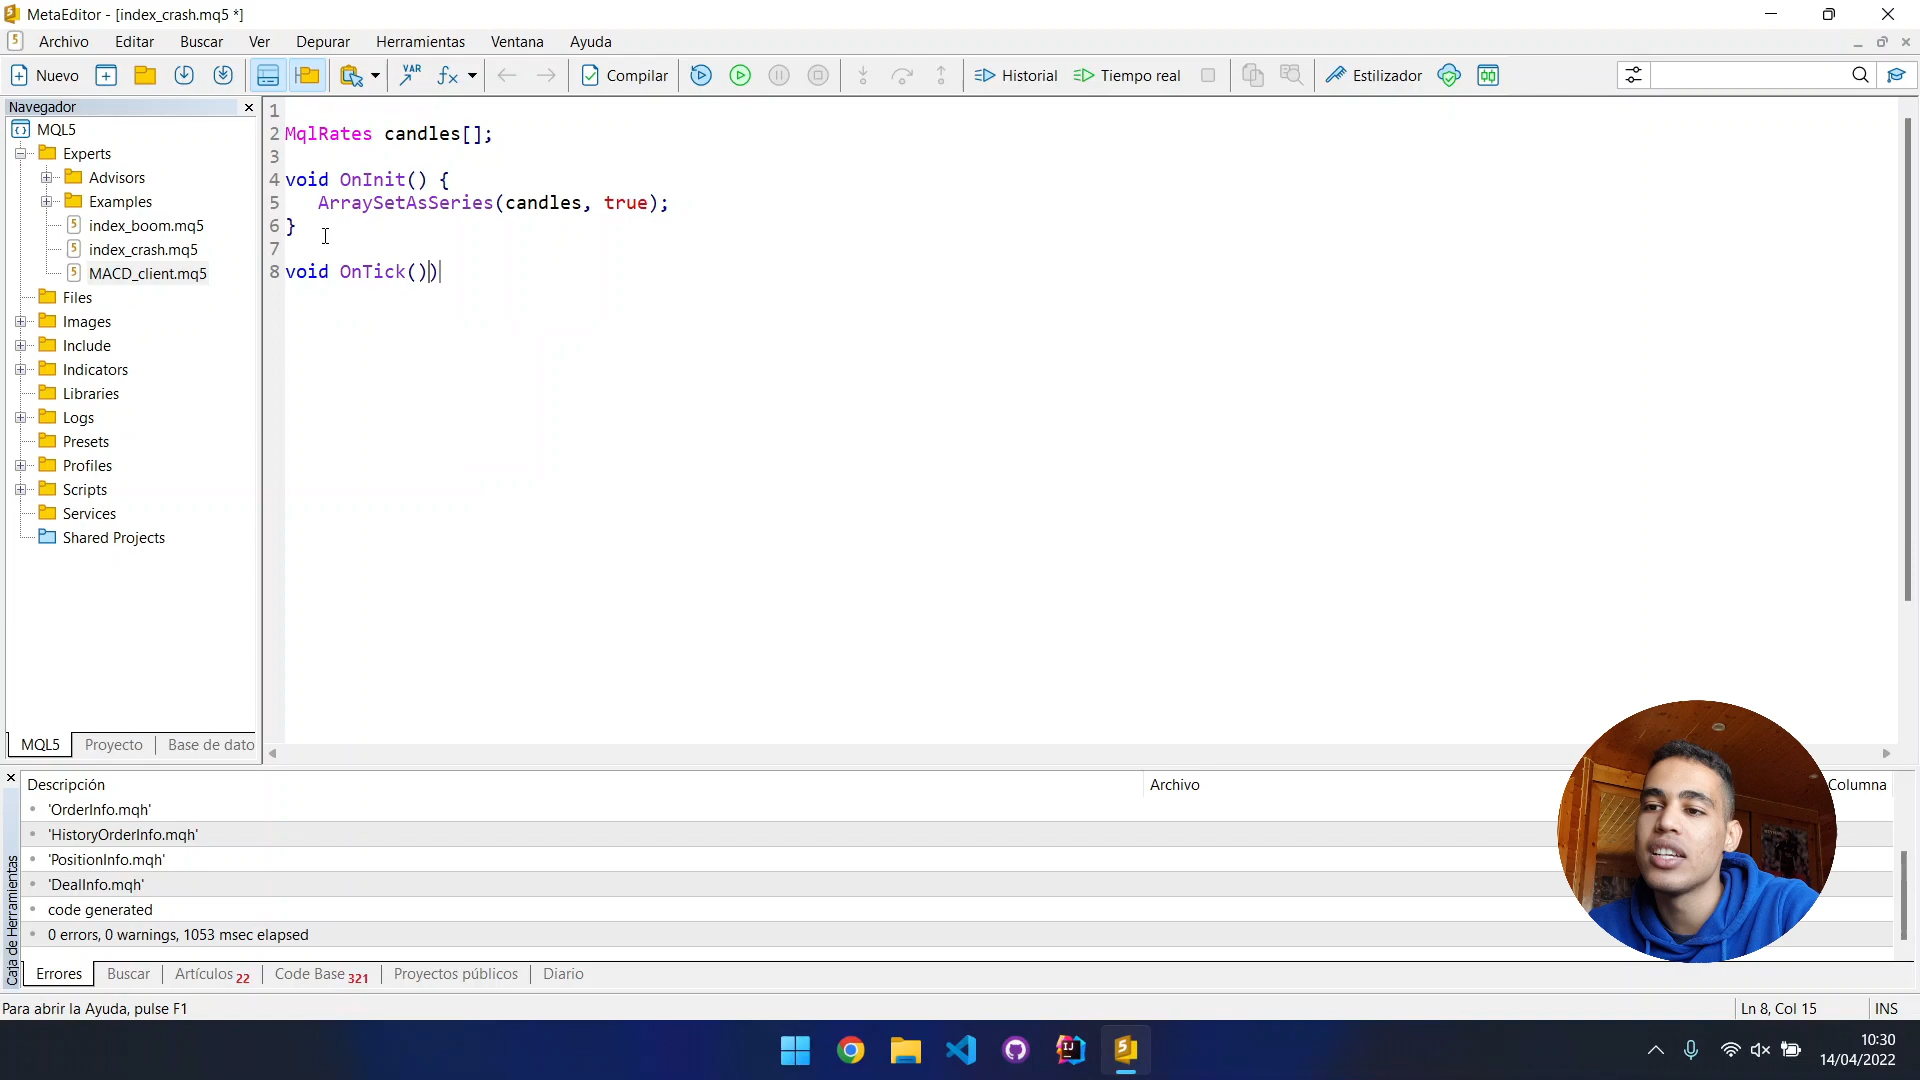 MetaEditor - [index_crash.mq5 *]
Archivo Editar Buscar Ver Depurar Herramientas Ventana Ayuda
Nuevo VAR fx Compilar Historial Tiempo real Estilizador
Navegador
MQL5
Experts
Advisors
Examples
index_boom.mq5
index_crash.mq5
MACD_client.mq5
Files
Images
Include
Indicators
Libraries
Logs
Presets
Profiles
Scripts
Services
Shared Projects
MQL5 Proyecto Base de dato
1
2 MqlRates candles[];
3
4 void OnInit() {
5 ArraySetAsSeries(candles, true);
6 }
7
8 void OnTick())
Caja de Herramientas
Descripción Archivo Columna
'OrderInfo.mqh'
'HistoryOrderInfo.mqh'
'PositionInfo.mqh'
'DealInfo.mqh'
code generated
0 errors, 0 warnings, 1053 msec elapsed
Errores Buscar Artículos 22 Code Base 321 Proyectos públicos Diario
Para abrir la Ayuda, pulse F1 Ln 8, Col 15 INS
10:30
14/04/2022